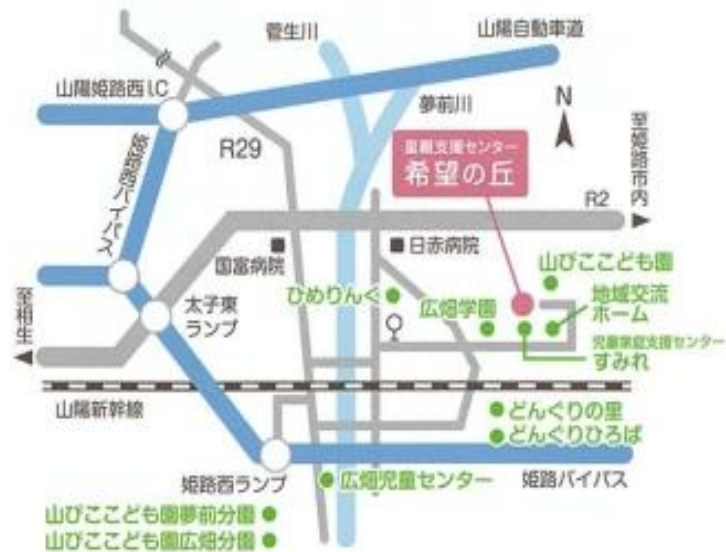 菅生川
山陽自動車道
山陽姫路西I.C
夢前川
N
R29
里親支援センター
希望の丘
至姫路市内
姫路西バイパス
R2
国富病院
日赤病院
山びここども園
ひめりんく
広畑学園
地域交流
ホーム
至相生
太子東
ランプ
児童家庭支援センター
すみれ
山陽新幹線
どんぐりの里
どんぐりひろば
姫路西ランプ
広畑児童センター
姫路バイパス
山びここども園夢前分園
山びここども園広畑分園